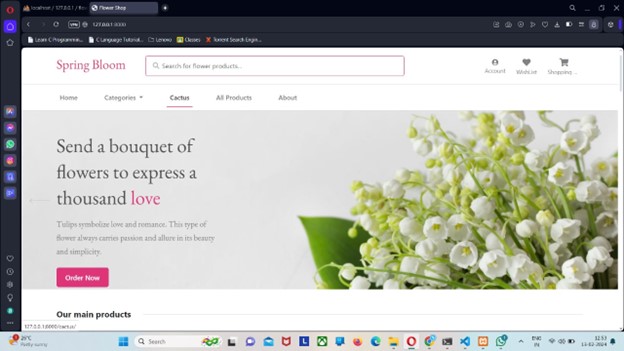 localhost / 127.0.0.1 / flow
Flower Shop
VPN 127.0.0.1:8000
Learn C Programmin...
C Language Tutorial...
Lenovo
Classes
Torrent Search Engin...
Spring Bloom
Search for flower products...
Account
WishList
Shopping ...
Home
Categories
Cactus
All Products
About
Send a bouquet of
flowers to express a
thousand love
Tulips symbolize love and romance. This type of
flower always carries passion and allure in its beauty
and simplicity.
Order Now
Our main products
127.0.0.1:8000/cactus/
29°C
Partly sunny
Search
ENG
IN
12:53
13-02-2024